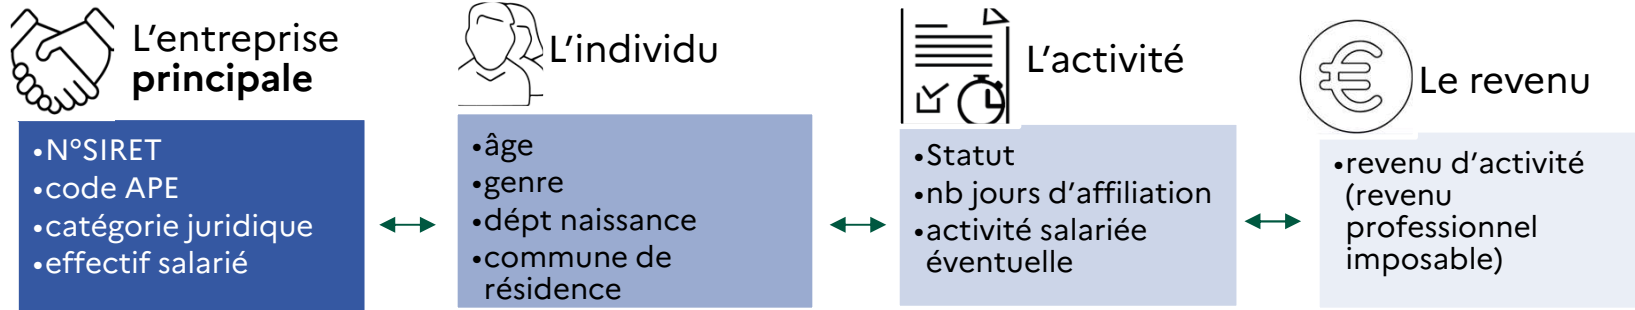 L'entreprise
principale
•N°SIRET
•code APE
•catégorie juridique
•effectif salarié
L'individu
•âge
•genre
•dépt naissance
•commune de
résidence
L'activité
•Statut
•nb jours d'affiliation
•activité salariée
éventuelle
Le revenu
•revenu d'activité
(revenu
professionnel
imposable)